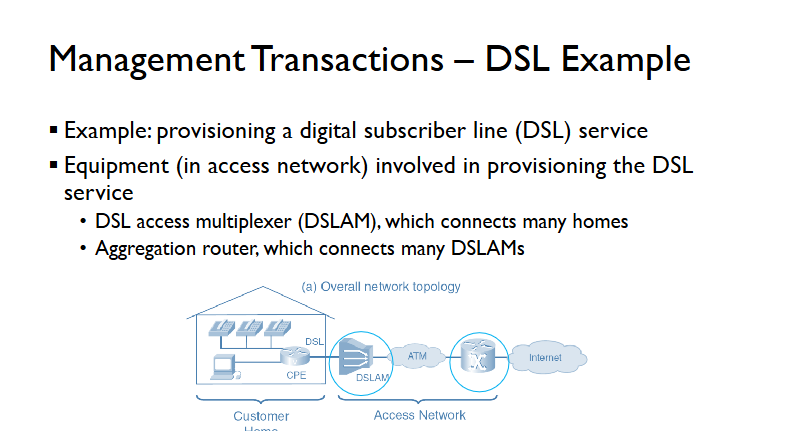 Management Transactions – DSL Example
▪ Example: provisioning a digital subscriber line (DSL) service
▪ Equipment (in access network) involved in provisioning the DSL
service
• DSL access multiplexer (DSLAM), which connects many homes
• Aggregation router, which connects many DSLAMs
(a) Overall network topology
DSL
ATM
Internet
CPE
DSLAM
Customer
Home
Access Network